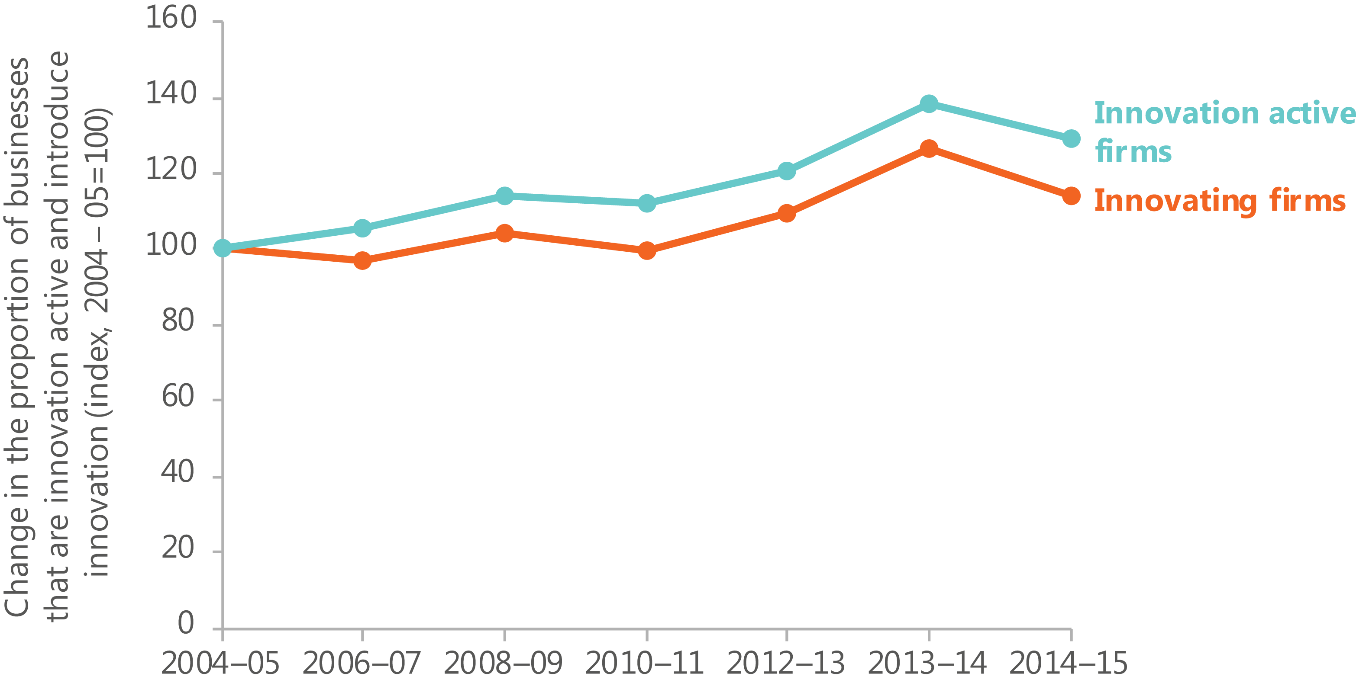 Change in the proportion of businesses
that are innovation active and introduce
innovation (index, 2004 – 05=100)
160
140
120
100
80
60
40
20
0
2004–05 2006–07 2008–09 2010–11 2012–13 2013–14 2014–15
Innovation active
firms
Innovating firms